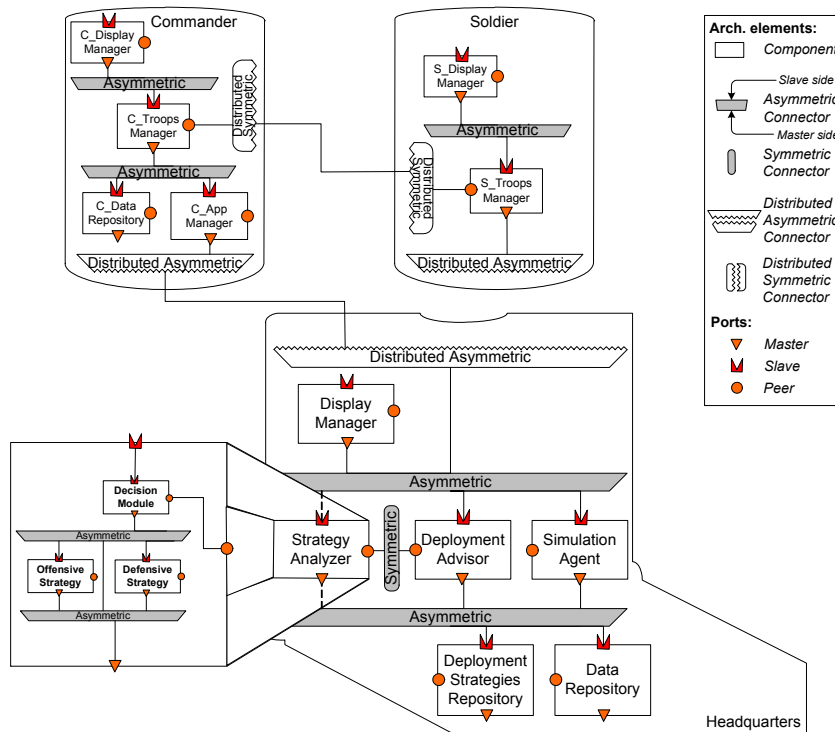 Commander
C_Display
Manager
Asymmetric
C_Troops
Manager
Distributed
Symmetric
Asymmetric
C_Data
Repository
C_App
Manager
Distributed Asymmetric
Soldier
S_Display
Manager
Asymmetric
Distributed
Symmetric
S_Troops
Manager
Distributed Asymmetric
Arch. elements:
Component
Slave side
Asymmetric
Connector
Master side
Symmetric
Connector
Distributed
Asymmetric
Connector
Distributed
Symmetric
Connector
Ports:
Master
Slave
Peer
Distributed Asymmetric
Display
Manager
Asymmetric
Strategy
Analyzer
Symmetric
Deployment
Advisor
Simulation
Agent
Asymmetric
Deployment
Strategies
Repository
Data
Repository
Headquarters
Decision
Module
Asymmetric
Offensive
Strategy
Defensive
Strategy
Asymmetric